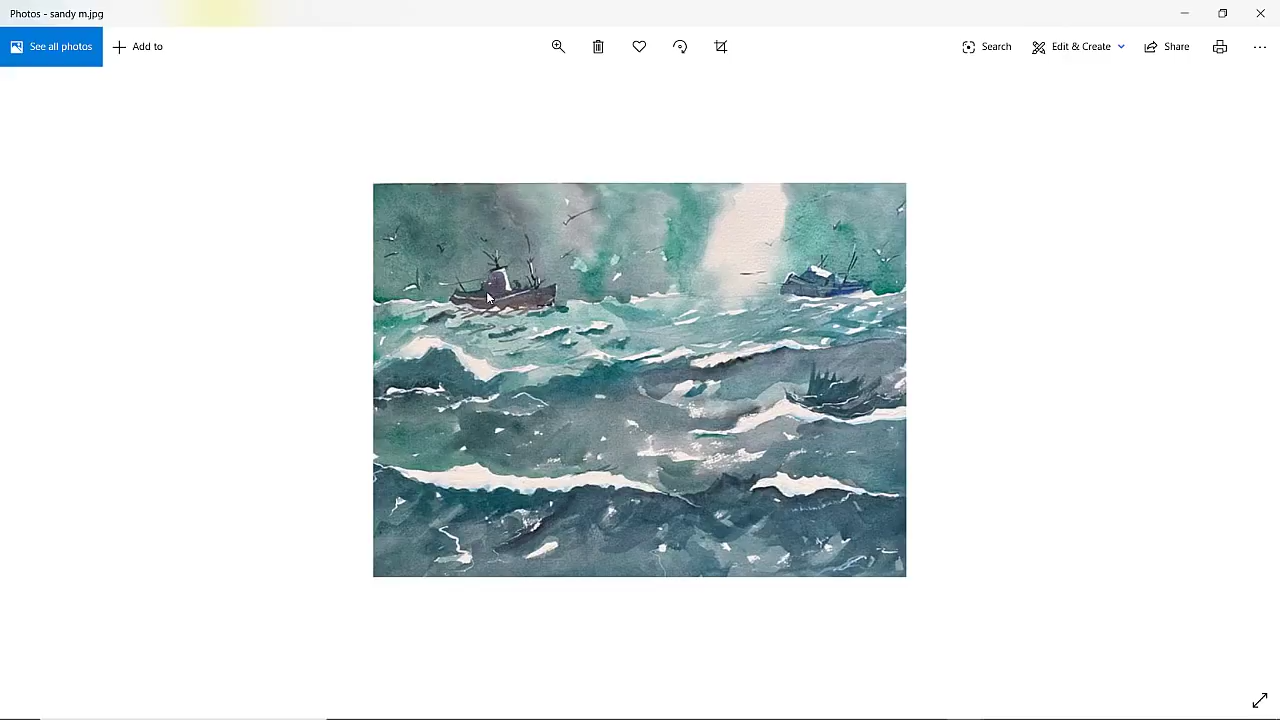 Photos - sandy m.jpg
See all photos
Add to
Search
Edit & Create
Share